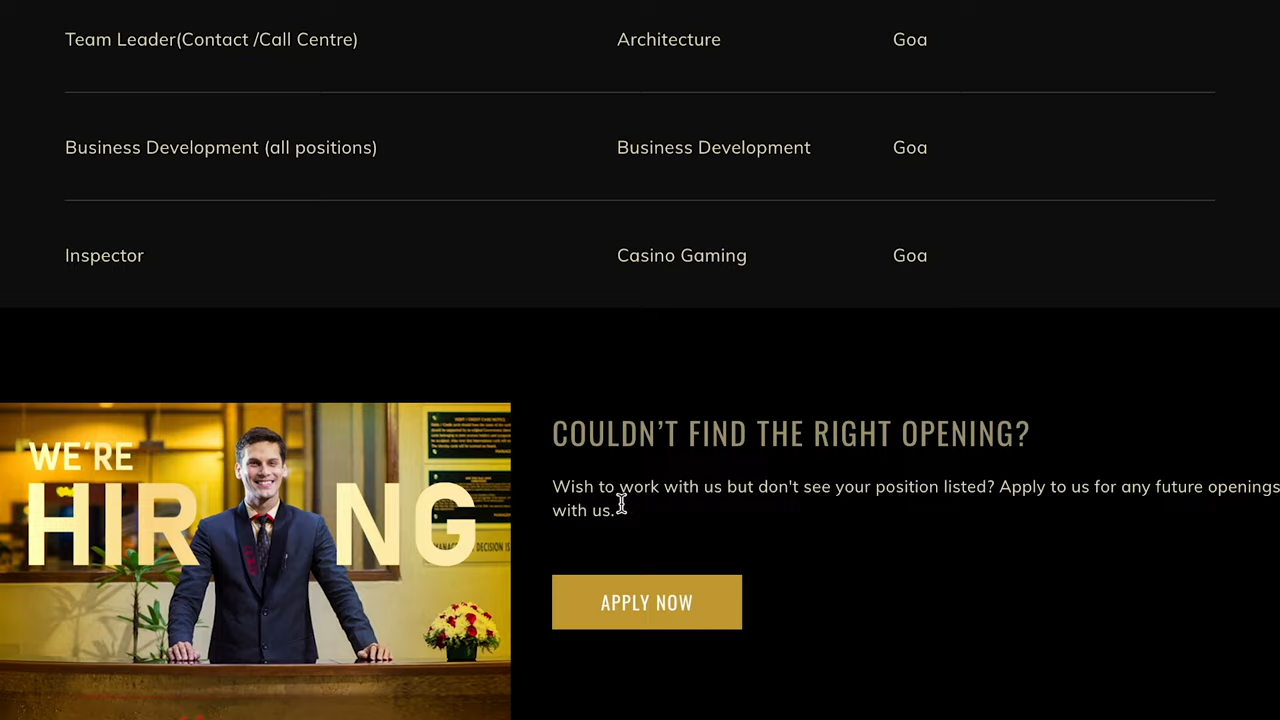 Team Leader(Contact /Call Centre) Architecture Goa
Business Development (all positions) Business Development Goa
Inspector Casino Gaming Goa
WE'RE
HIRING
COULDN'T FIND THE RIGHT OPENING?
Wish to work with us but don't see your position listed? Apply to us for any future openings
with us.
APPLY NOW